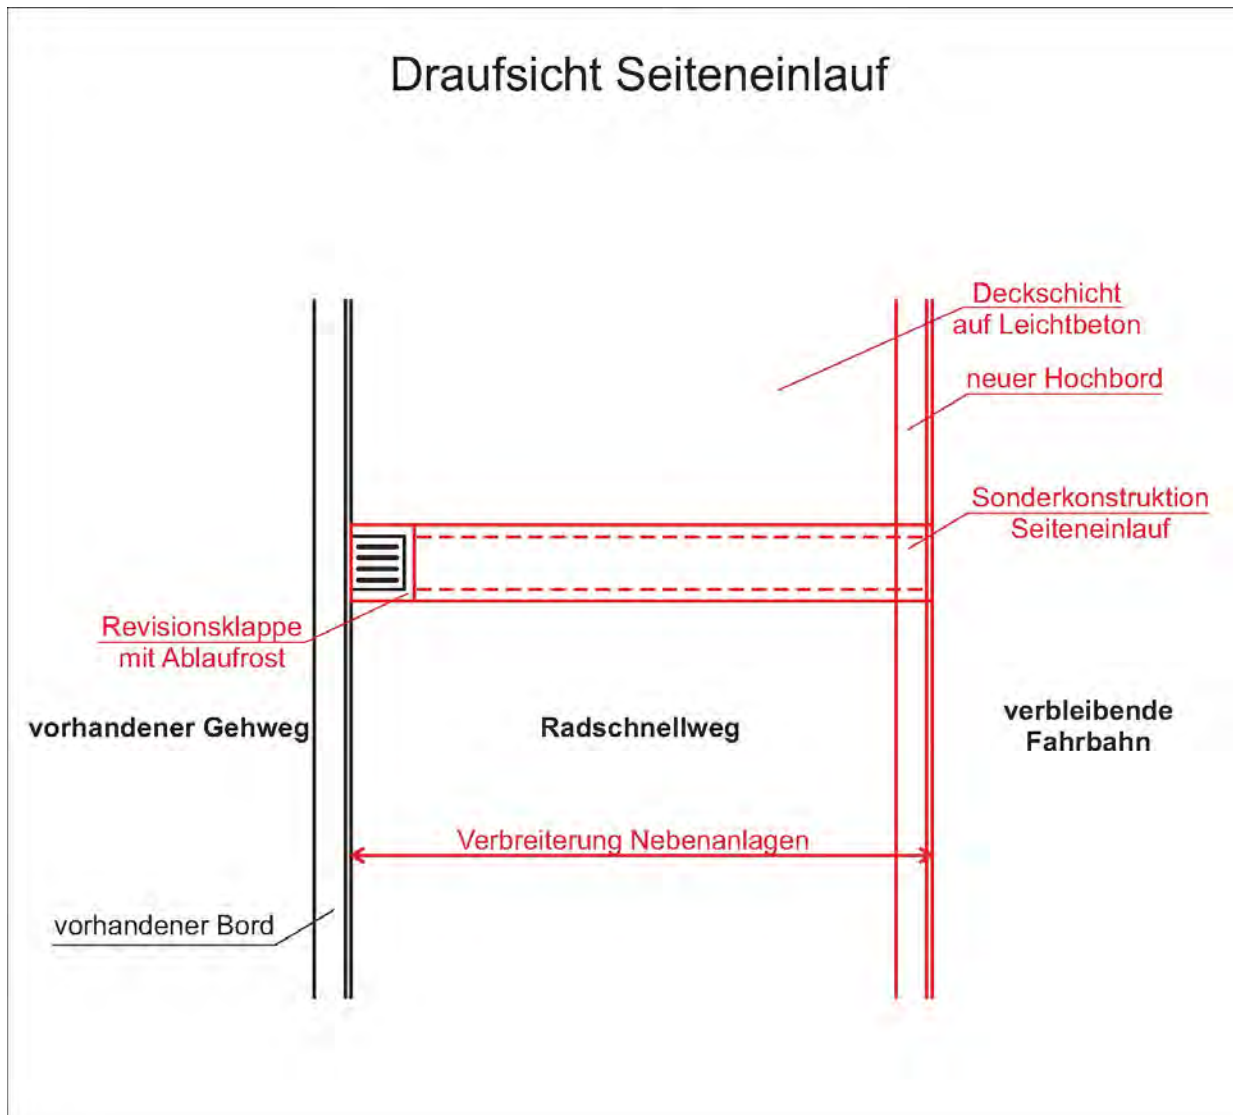 Draufsicht Seiteneinlauf
Deckschicht
auf Leichtbeton
neuer Hochbord
Sonderkonstruktion
Seiteneinlauf
Revisionsklappe
mit Ablaufrost
vorhandener Gehweg
Radschnellweg
verbleibende
Fahrbahn
Verbreiterung Nebenanlagen
vorhandener Bord